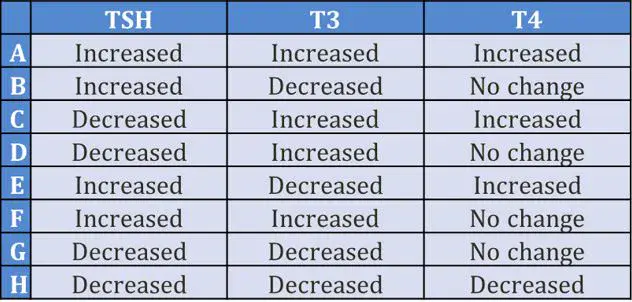 TSH T3 T4
A Increased Increased Increased
B Increased Decreased No change
C Decreased Increased Increased
D Decreased Increased No change
E Increased Decreased Increased
F Increased Increased No change
G Decreased Decreased No change
H Decreased Decreased Decreased